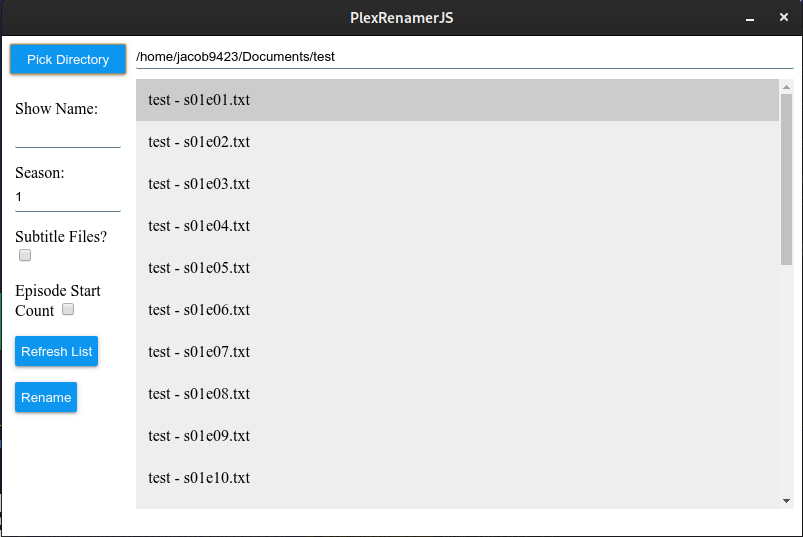 PlexRenamerJS
Pick Directory
/home/jacob9423/Documents/test
Show Name:
Season:
1
Subtitle Files?
Episode Start
Count
Refresh List
Rename
test - s01e01.txt
test - s01e02.txt
test - s01e03.txt
test - s01e04.txt
test - s01e05.txt
test - s01e06.txt
test - s01e07.txt
test - s01e08.txt
test - s01e09.txt
test - s01e10.txt